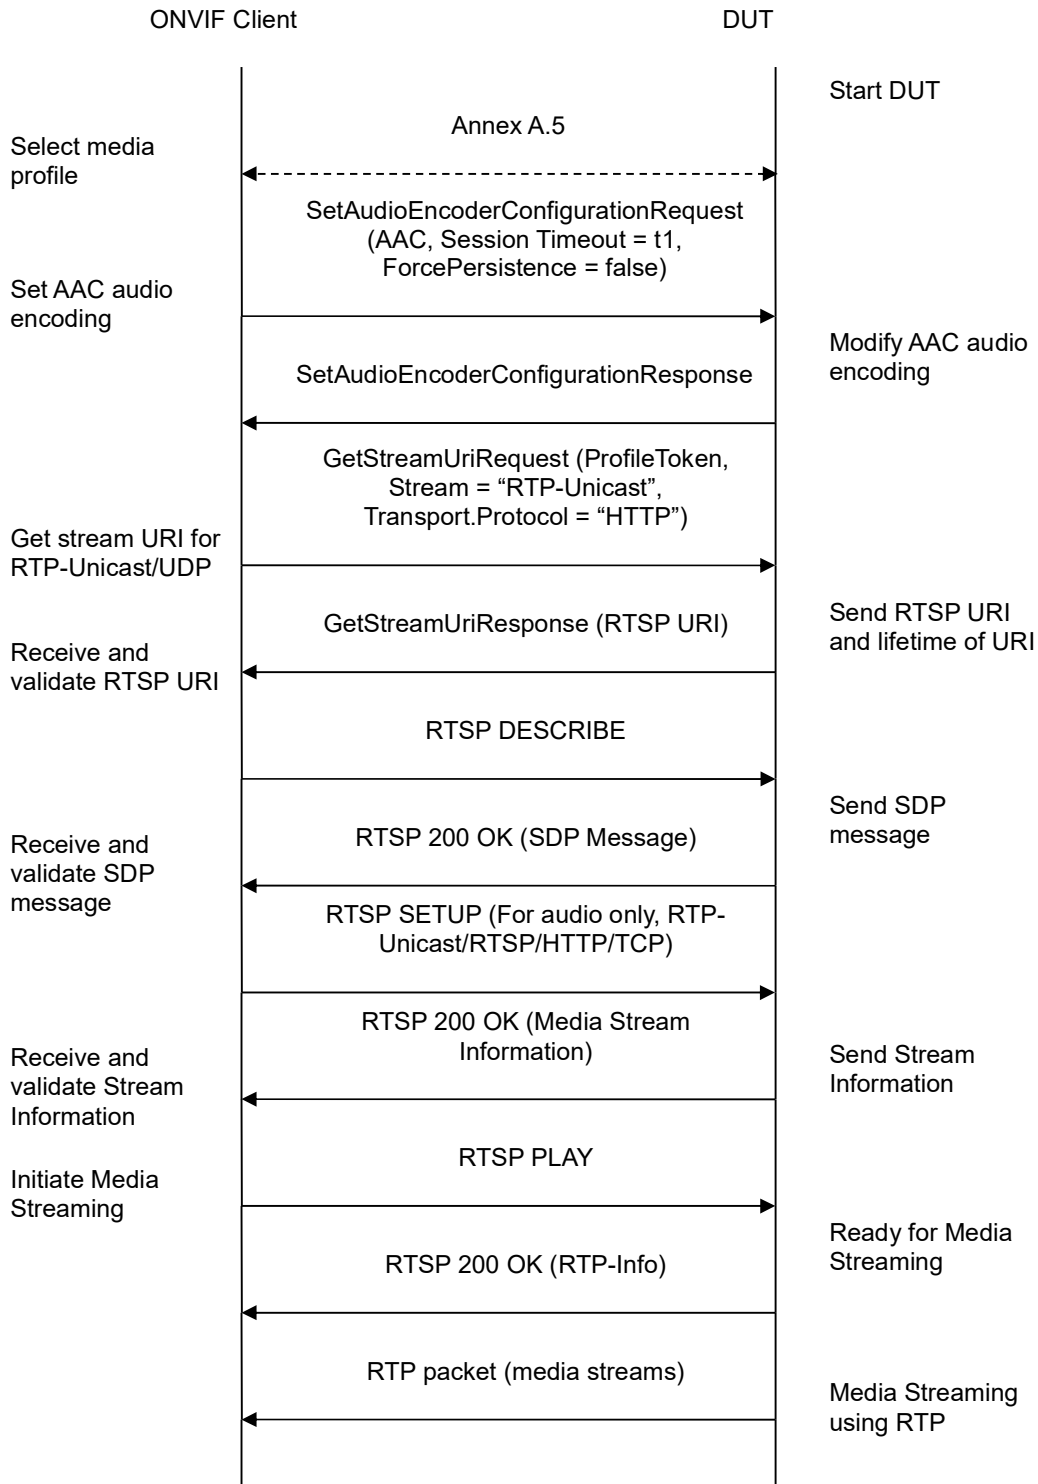 ONVIF Client
DUT
Start DUT
Annex A.5
Select media
profile
SetAudioEncoderConfigurationRequest
(AAC, Session Timeout = t1,
ForcePersistence = false)
Set AAC audio
encoding
Modify AAC audio
encoding
SetAudioEncoderConfigurationResponse
GetStreamUriRequest (ProfileToken,
Stream = “RTP-Unicast”,
Transport.Protocol = “HTTP”)
Get stream URI for
RTP-Unicast/UDP
Send RTSP URI
and lifetime of URI
GetStreamUriResponse (RTSP URI)
Receive and
validate RTSP URI
RTSP DESCRIBE
Send SDP
message
RTSP 200 OK (SDP Message)
Receive and
validate SDP
message
RTSP SETUP (For audio only, RTP-
Unicast/RTSP/HTTP/TCP)
RTSP 200 OK (Media Stream
Information)
Send Stream
Information
Receive and
validate Stream
Information
RTSP PLAY
Initiate Media
Streaming
Ready for Media
Streaming
RTSP 200 OK (RTP-Info)
RTP packet (media streams)
Media Streaming
using RTP